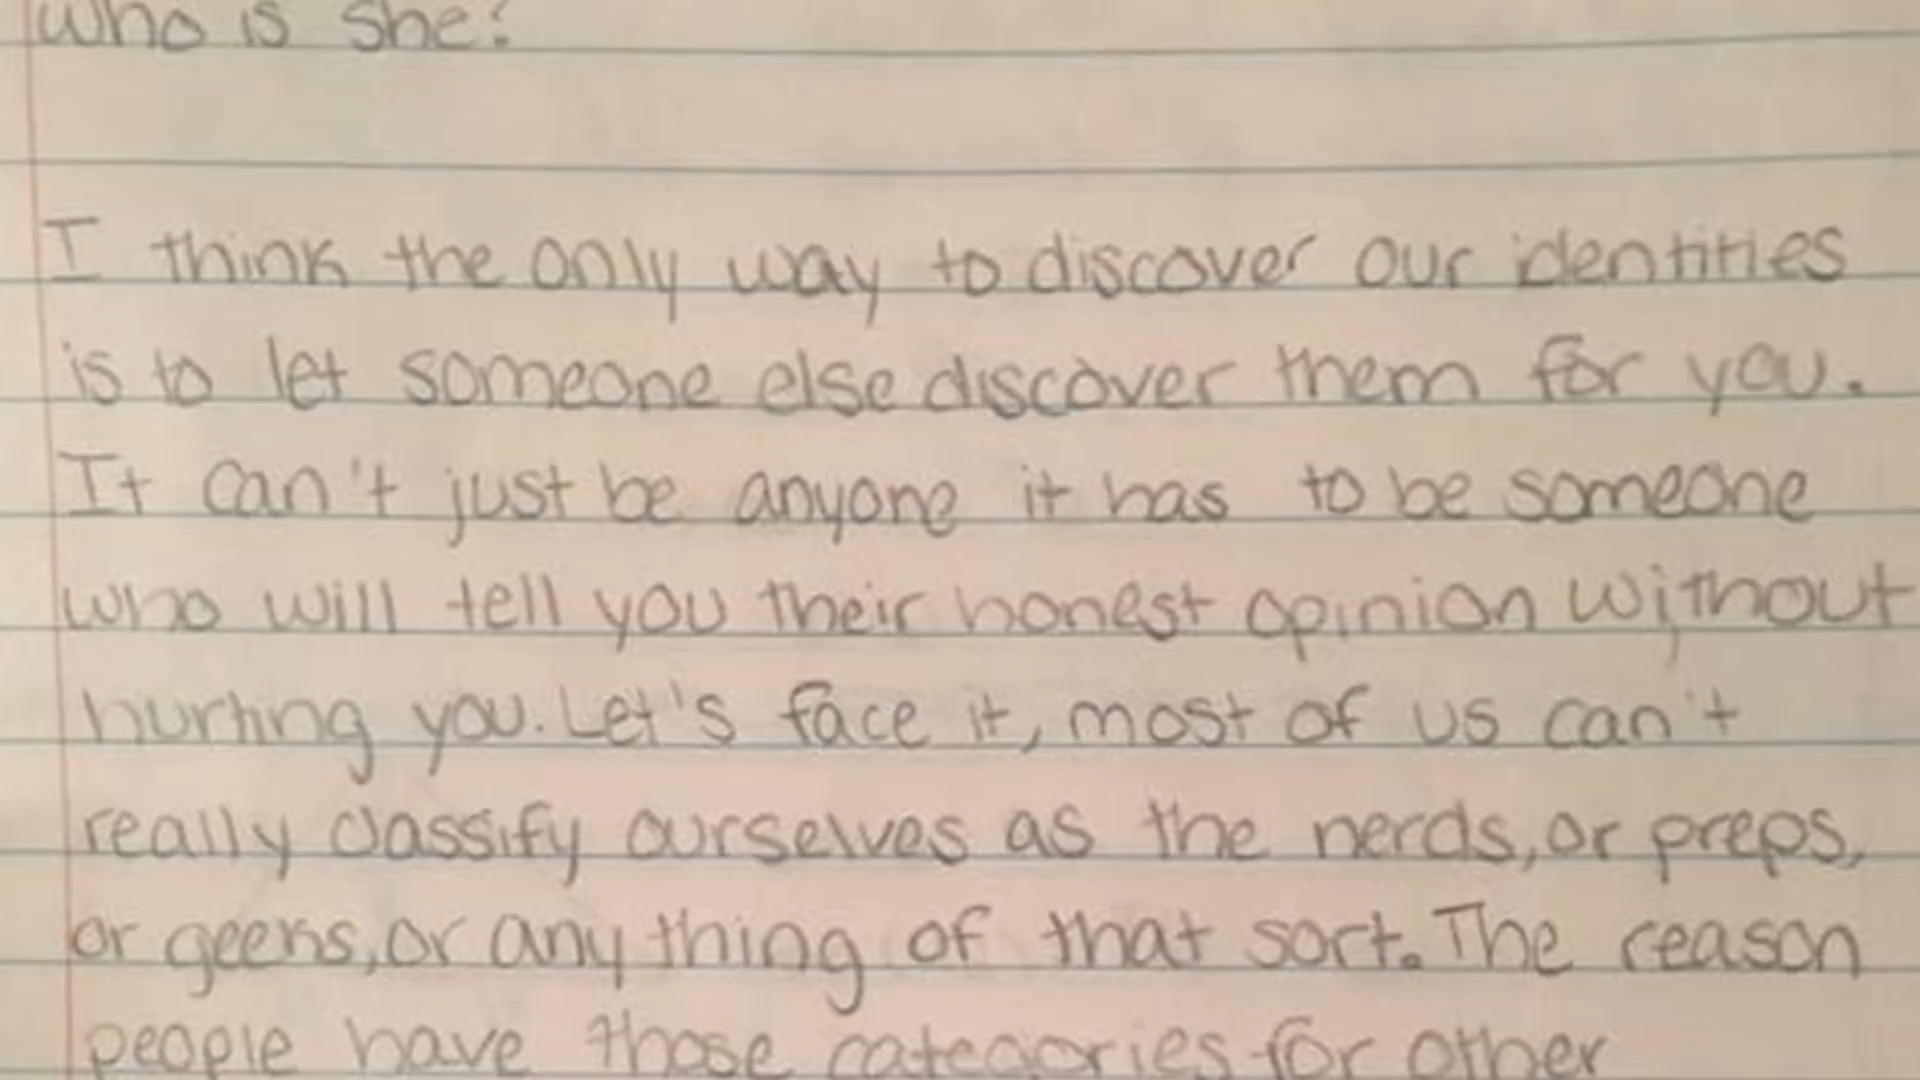 Who is she?
I think the only way to discover our identities
is to let someone else discover them for you.
It can't just be anyone it has to be someone
who will tell you their honest opinion without
hurting you. Let's face it, most of us can't
really classify ourselves as the nerds, or preps,
or geeks, or any thing of that sort. The reason
people have those categories for other